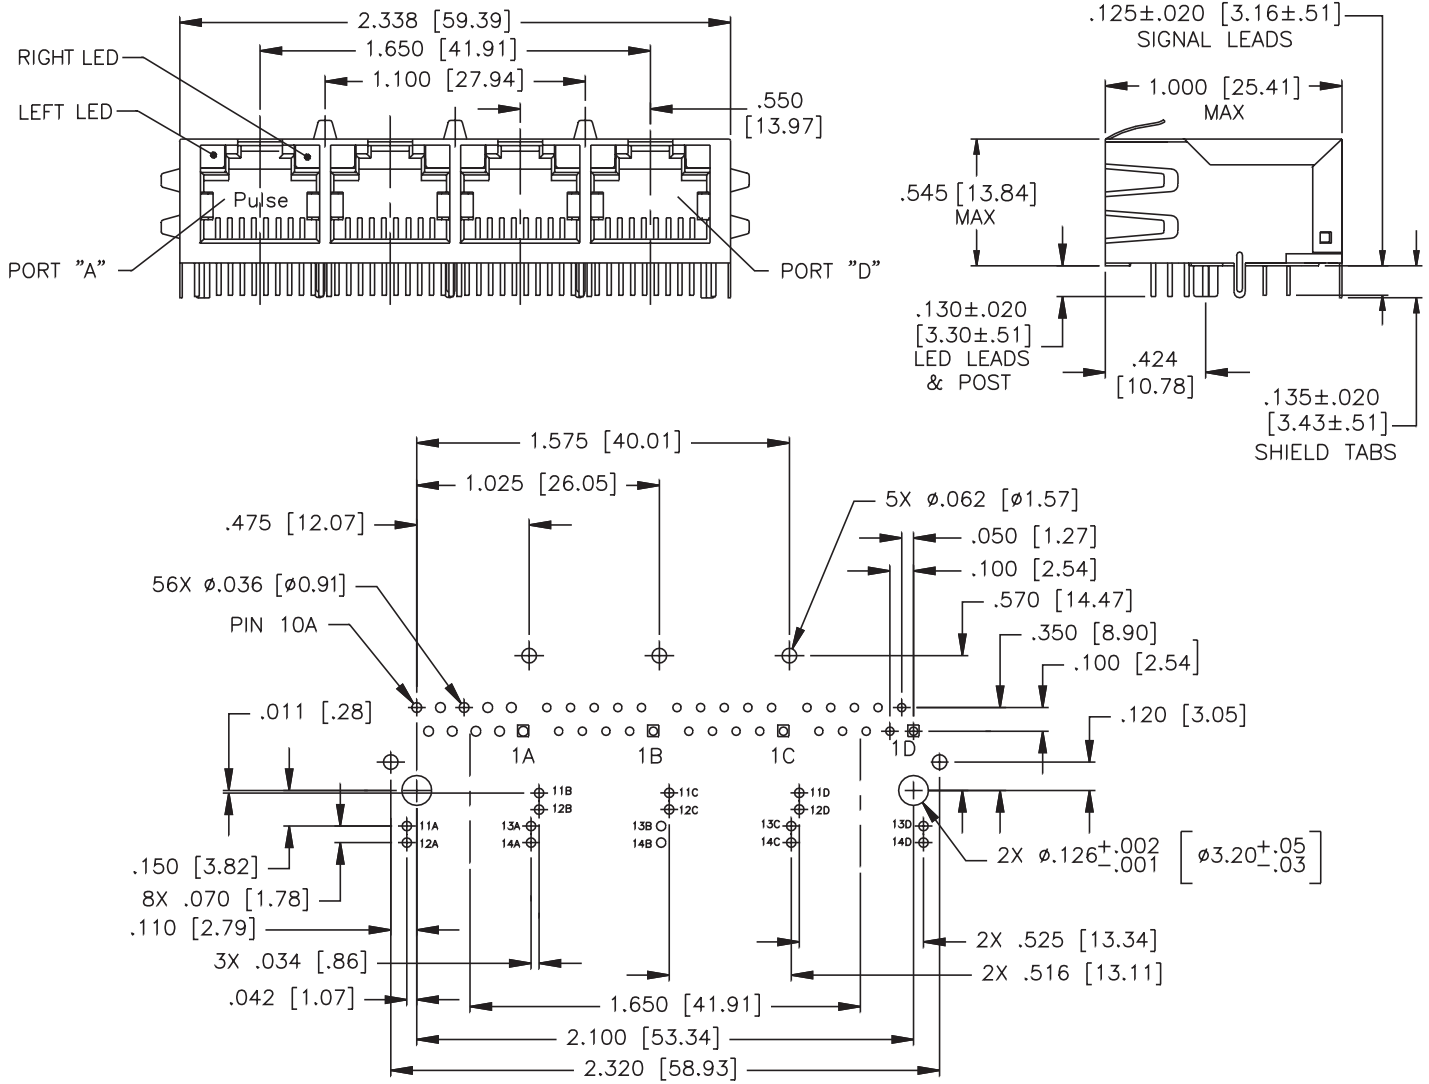 2.338 [59.39]
1.650 [41.91]
1.100 [27.94]
.550
[13.97]
RIGHT LED
LEFT LED
Pulse
PORT "A"
PORT "D"
.125±.020 [3.16±.51]
SIGNAL LEADS
1.000 [25.41]
MAX
.545 [13.84]
MAX
.130±.020
[3.30±.51]
LED LEADS
& POST
.424
[10.78]
.135±.020
[3.43±.51]
SHIELD TABS
1.575 [40.01]
1.025 [26.05]
.475 [12.07]
5X ø.062 [ø1.57]
.050 [1.27]
.100 [2.54]
56X ø.036 [ø0.91]
.570 [14.47]
PIN 10A
.350 [8.90]
.100 [2.54]
.011 [.28]
.120 [3.05]
1A 1B 1C 1D
11B 11C 11D
12B 12C 12D
11A 13A 13B 13C 13D
12A 14A 14B 14C 14D
2X ø.126+.002 -.001 [ø3.20+.05 -.03]
.150 [3.82]
8X .070 [1.78]
.110 [2.79]
2X .525 [13.34]
3X .034 [.86]
2X .516 [13.11]
.042 [1.07]
1.650 [41.91]
2.100 [53.34]
2.320 [58.93]